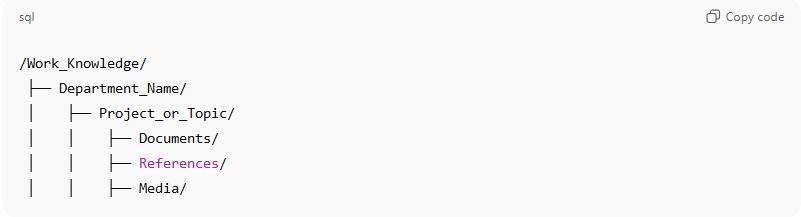 sql
Copy code
/Work_Knowledge/
├── Department_Name/
│   ├── Project_or_Topic/
│   │   ├── Documents/
│   │   ├── References/
│   │   ├── Media/